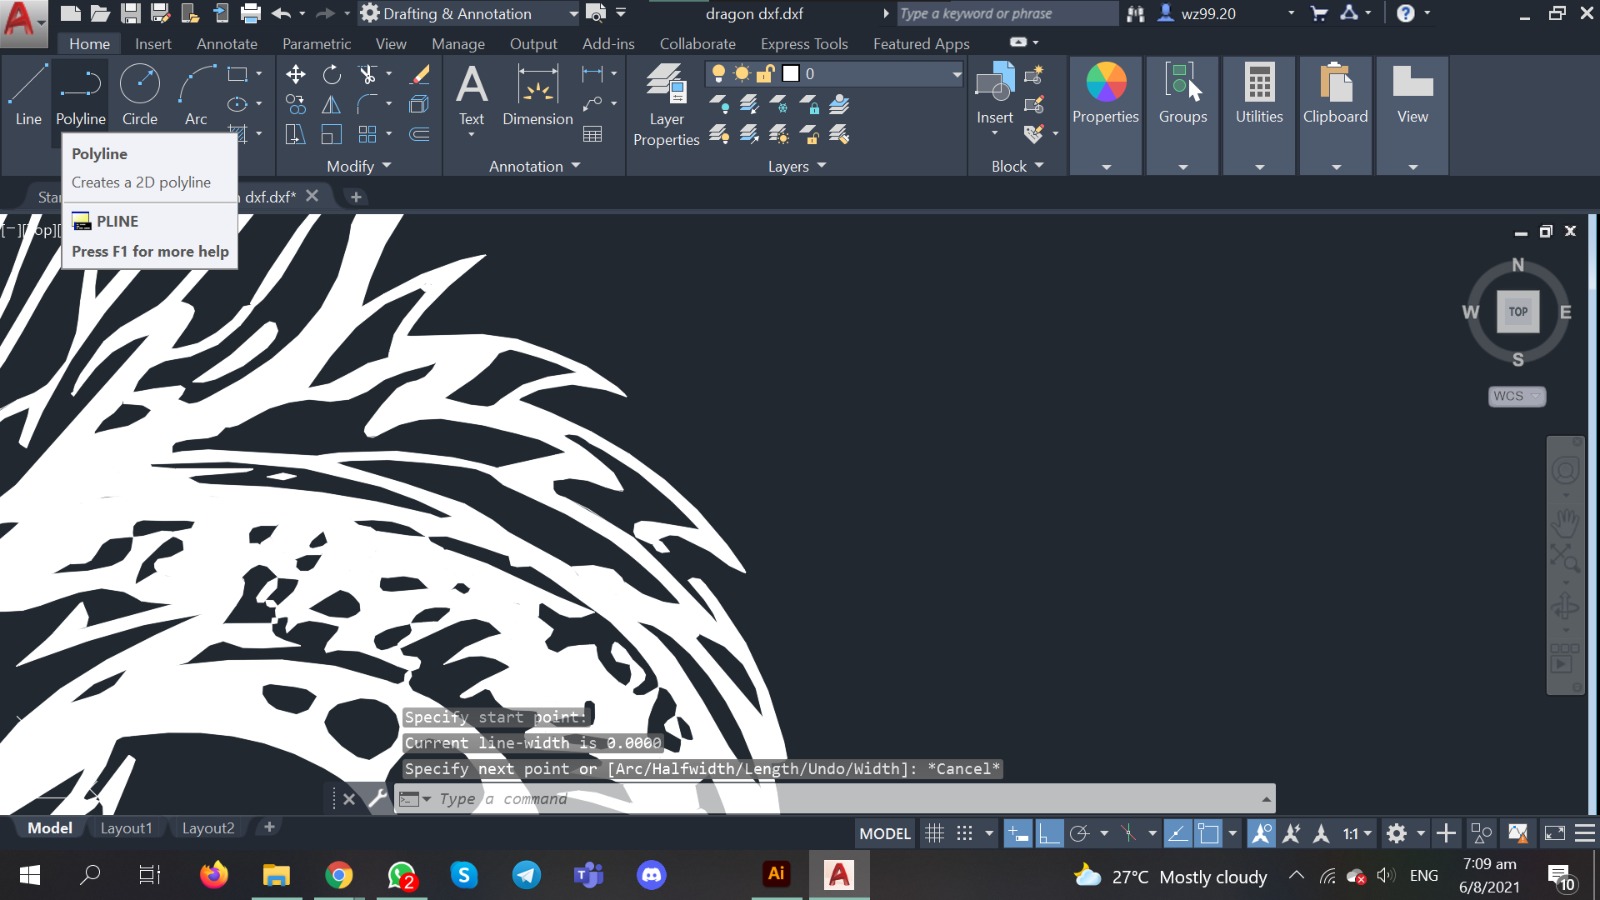 Drafting & Annotation
dragon dxf.dxf
Type a keyword or phrase
wz99.20
Home Insert Annotate Parametric View Manage Output Add-ins Collaborate Express Tools Featured Apps
Line Polyline Circle Arc
Text Dimension
Layer
Properties
0
Insert
Properties Groups Utilities Clipboard View
Modify Annotation Layers Block
Polyline
Creates a 2D polyline
PLINE
Press F1 for more help
dxf.dxf*
N
W TOP E
S
WCS
Specify start point:
Current line-width is 0.0000
Specify next point or [Arc/Halfwidth/Length/Undo/Width]: *Cancel*
Type a command
Model Layout1 Layout2
MODEL 1:1
Ai A
2
27°C Mostly cloudy
ENG
7:09 am
6/8/2021
10